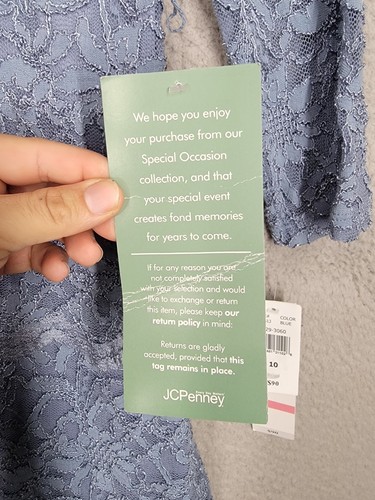 We hope you enjoy
your purchase from our
Special Occasion
collection, and that
your special event
creates fond memories
for years to come.
If for any reason you are
not completely satisfied
with your selection and would
like to exchange or return
this item, please keep our
return policy in mind:
Returns are gladly
accepted, provided that this
tag remains in place.
JCPenney
COLOR
BLUE
10